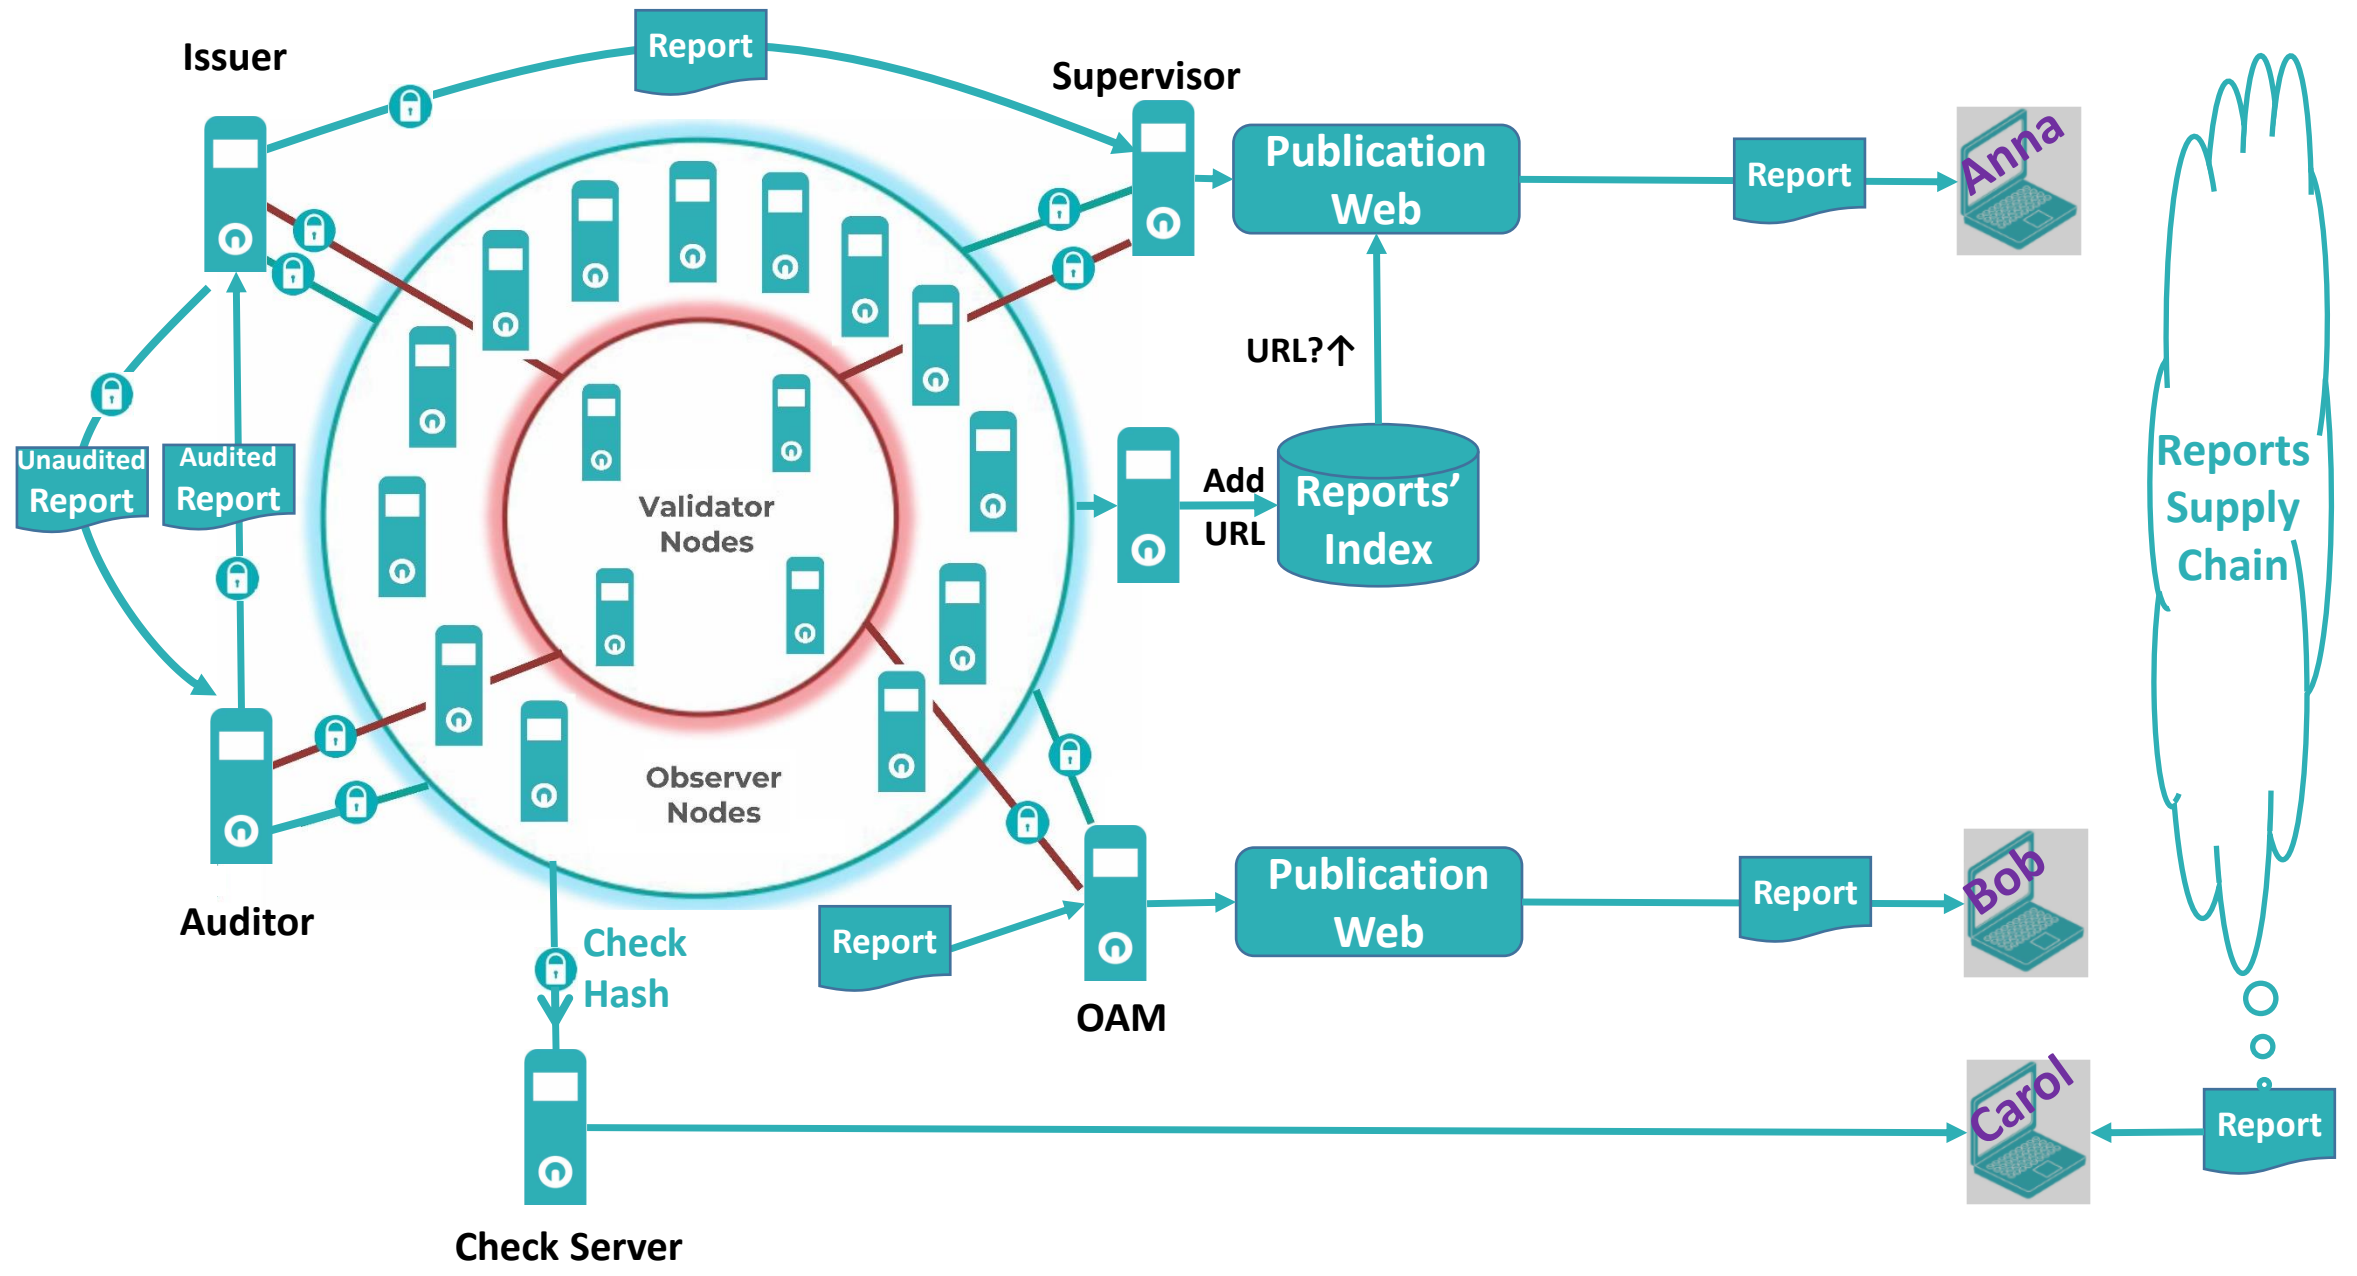 Issuer
Report
Supervisor
Publication
Web
Report
Anna
URL?↑
Unaudited
Report
Audited
Report
Validator
Nodes
Add
URL
Reports'
Index
Reports
Supply
Chain
Observer
Nodes
Auditor
Check
Hash
Report
OAM
Publication
Web
Report
Bob
Carol
Report
Check Server